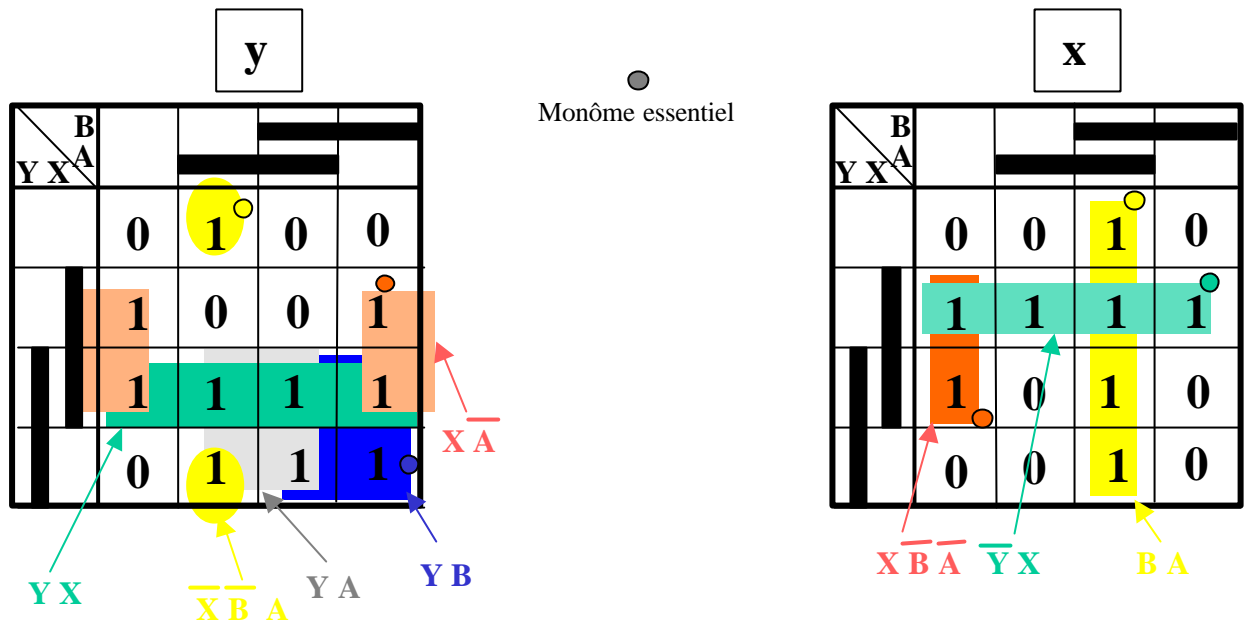 y
x
Monôme essentiel
B
A
Y X
0 1 0 0
1 0 0 1
1 1 1 1
0 1 1 1
X A̅
Y X
X̅ B̅ A
Y A
Y B
B
A
Y X
0 0 1 0
1 1 1 1
1 0 1 0
0 0 1 0
X B̅ A̅
Y̅ X
B A